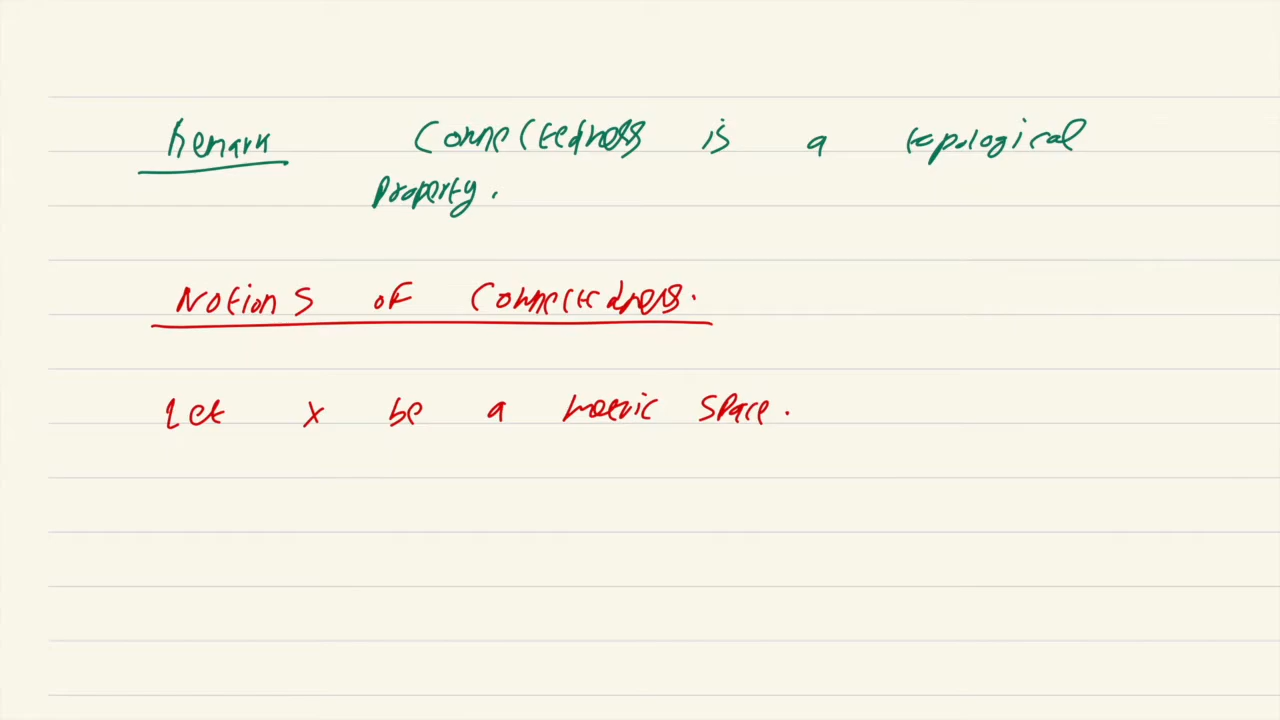 Remark Connectedness is a topological
Property.
Notions of Connectedness.
Let X be a metric space.